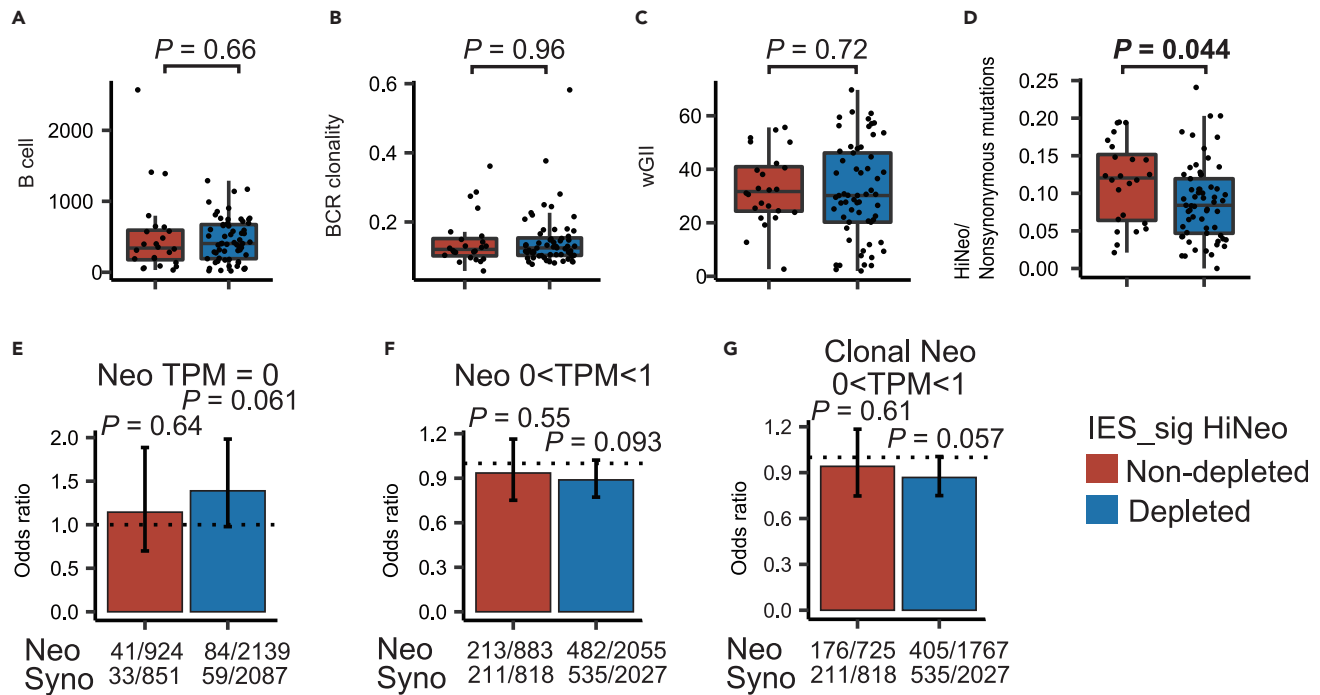 A
P = 0.66
B cell
2000
1000
0
B
P = 0.96
BCR clonality
0.6
0.4
0.2
C
P = 0.72
wGII
60
40
20
0
D
P = 0.044
HiNeo/
Nonsynonymous mutations
0.25
0.20
0.15
0.10
0.05
0.00
E
Neo TPM = 0
P = 0.061
P = 0.64
Odds ratio
2.0
1.5
1.0
0.5
0.0
Neo 41/924 84/2139
Syno 33/851 59/2087
F
Neo 0<TPM<1
P = 0.55
P = 0.093
Odds ratio
1.2
0.9
0.6
0.3
0.0
Neo 213/883 482/2055
Syno 211/818 535/2027
G
Clonal Neo
0<TPM<1
P = 0.61
P = 0.057
Odds ratio
1.2
0.9
0.6
0.3
0.0
Neo 176/725 405/1767
Syno 211/818 535/2027
IES_sig HiNeo
Non-depleted
Depleted